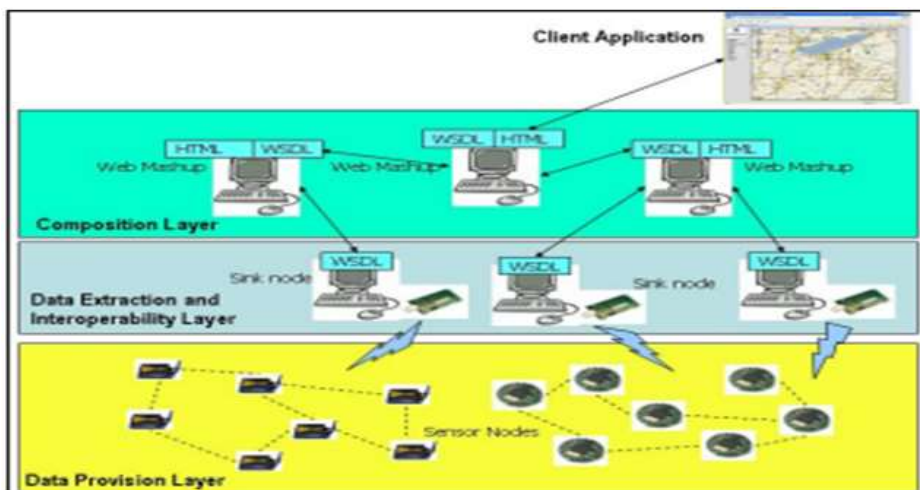 Client Application
WSDL HTML
HTML WSDL
WSDL HTML
Web Mashup
Web Mashup
Web Mashup
Composition Layer
WSDL
WSDL
WSDL
Sink node
Sink node
Data Extraction and
Interoperability Layer
Sensor Nodes
Data Provision Layer